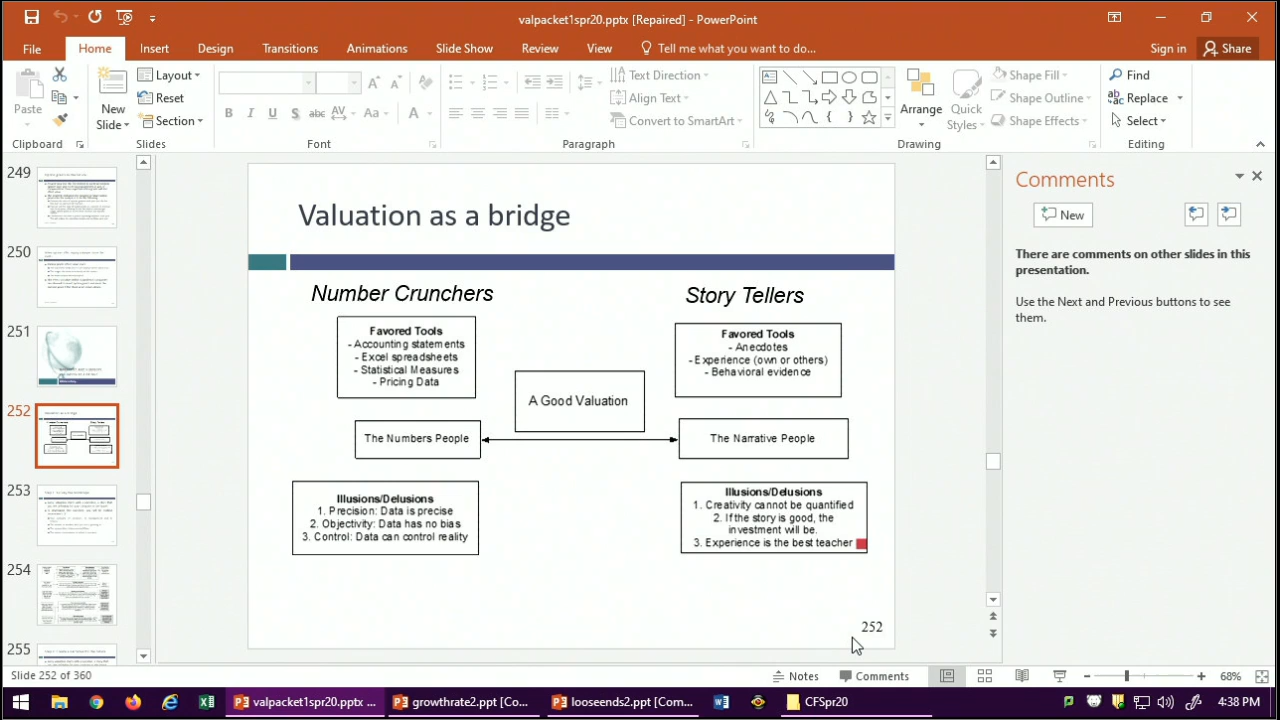 valpacket1spr20.pptx [Repaired] - PowerPoint
File Home Insert Design Transitions Animations Slide Show Review View Tell me what you want to do... Sign in Share
Paste
New Slide
Layout
Reset
Section
Text Direction
Align Text
Convert to SmartArt
Arrange
Quick Styles
Shape Fill
Shape Outline
Shape Effects
Find
Replace
Select
Clipboard Slides Font Paragraph Drawing Editing
249
250
251
252
253
254
255
Valuation as a bridge
Number Crunchers
Story Tellers
Favored Tools
- Accounting statements
- Excel spreadsheets
- Statistical Measures
- Pricing Data
Favored Tools
- Anecdotes
- Experience (own or others)
- Behavioral evidence
A Good Valuation
The Numbers People
The Narrative People
Illusions/Delusions
1. Precision: Data is precise
2. Objectivity: Data has no bias
3. Control: Data can control reality
Illusions/Delusions
1. Creativity cannot be quantified
2. If the story is good, the
investment will be.
3. Experience is the best teacher
252
Comments
New
There are comments on other slides in this
presentation.
Use the Next and Previous buttons to see
them.
Slide 252 of 360
Notes Comments 68%
valpacket1spr20.pptx ... growthrate2.ppt [Co... looseends2.ppt [Com... CFSpr20 4:38 PM